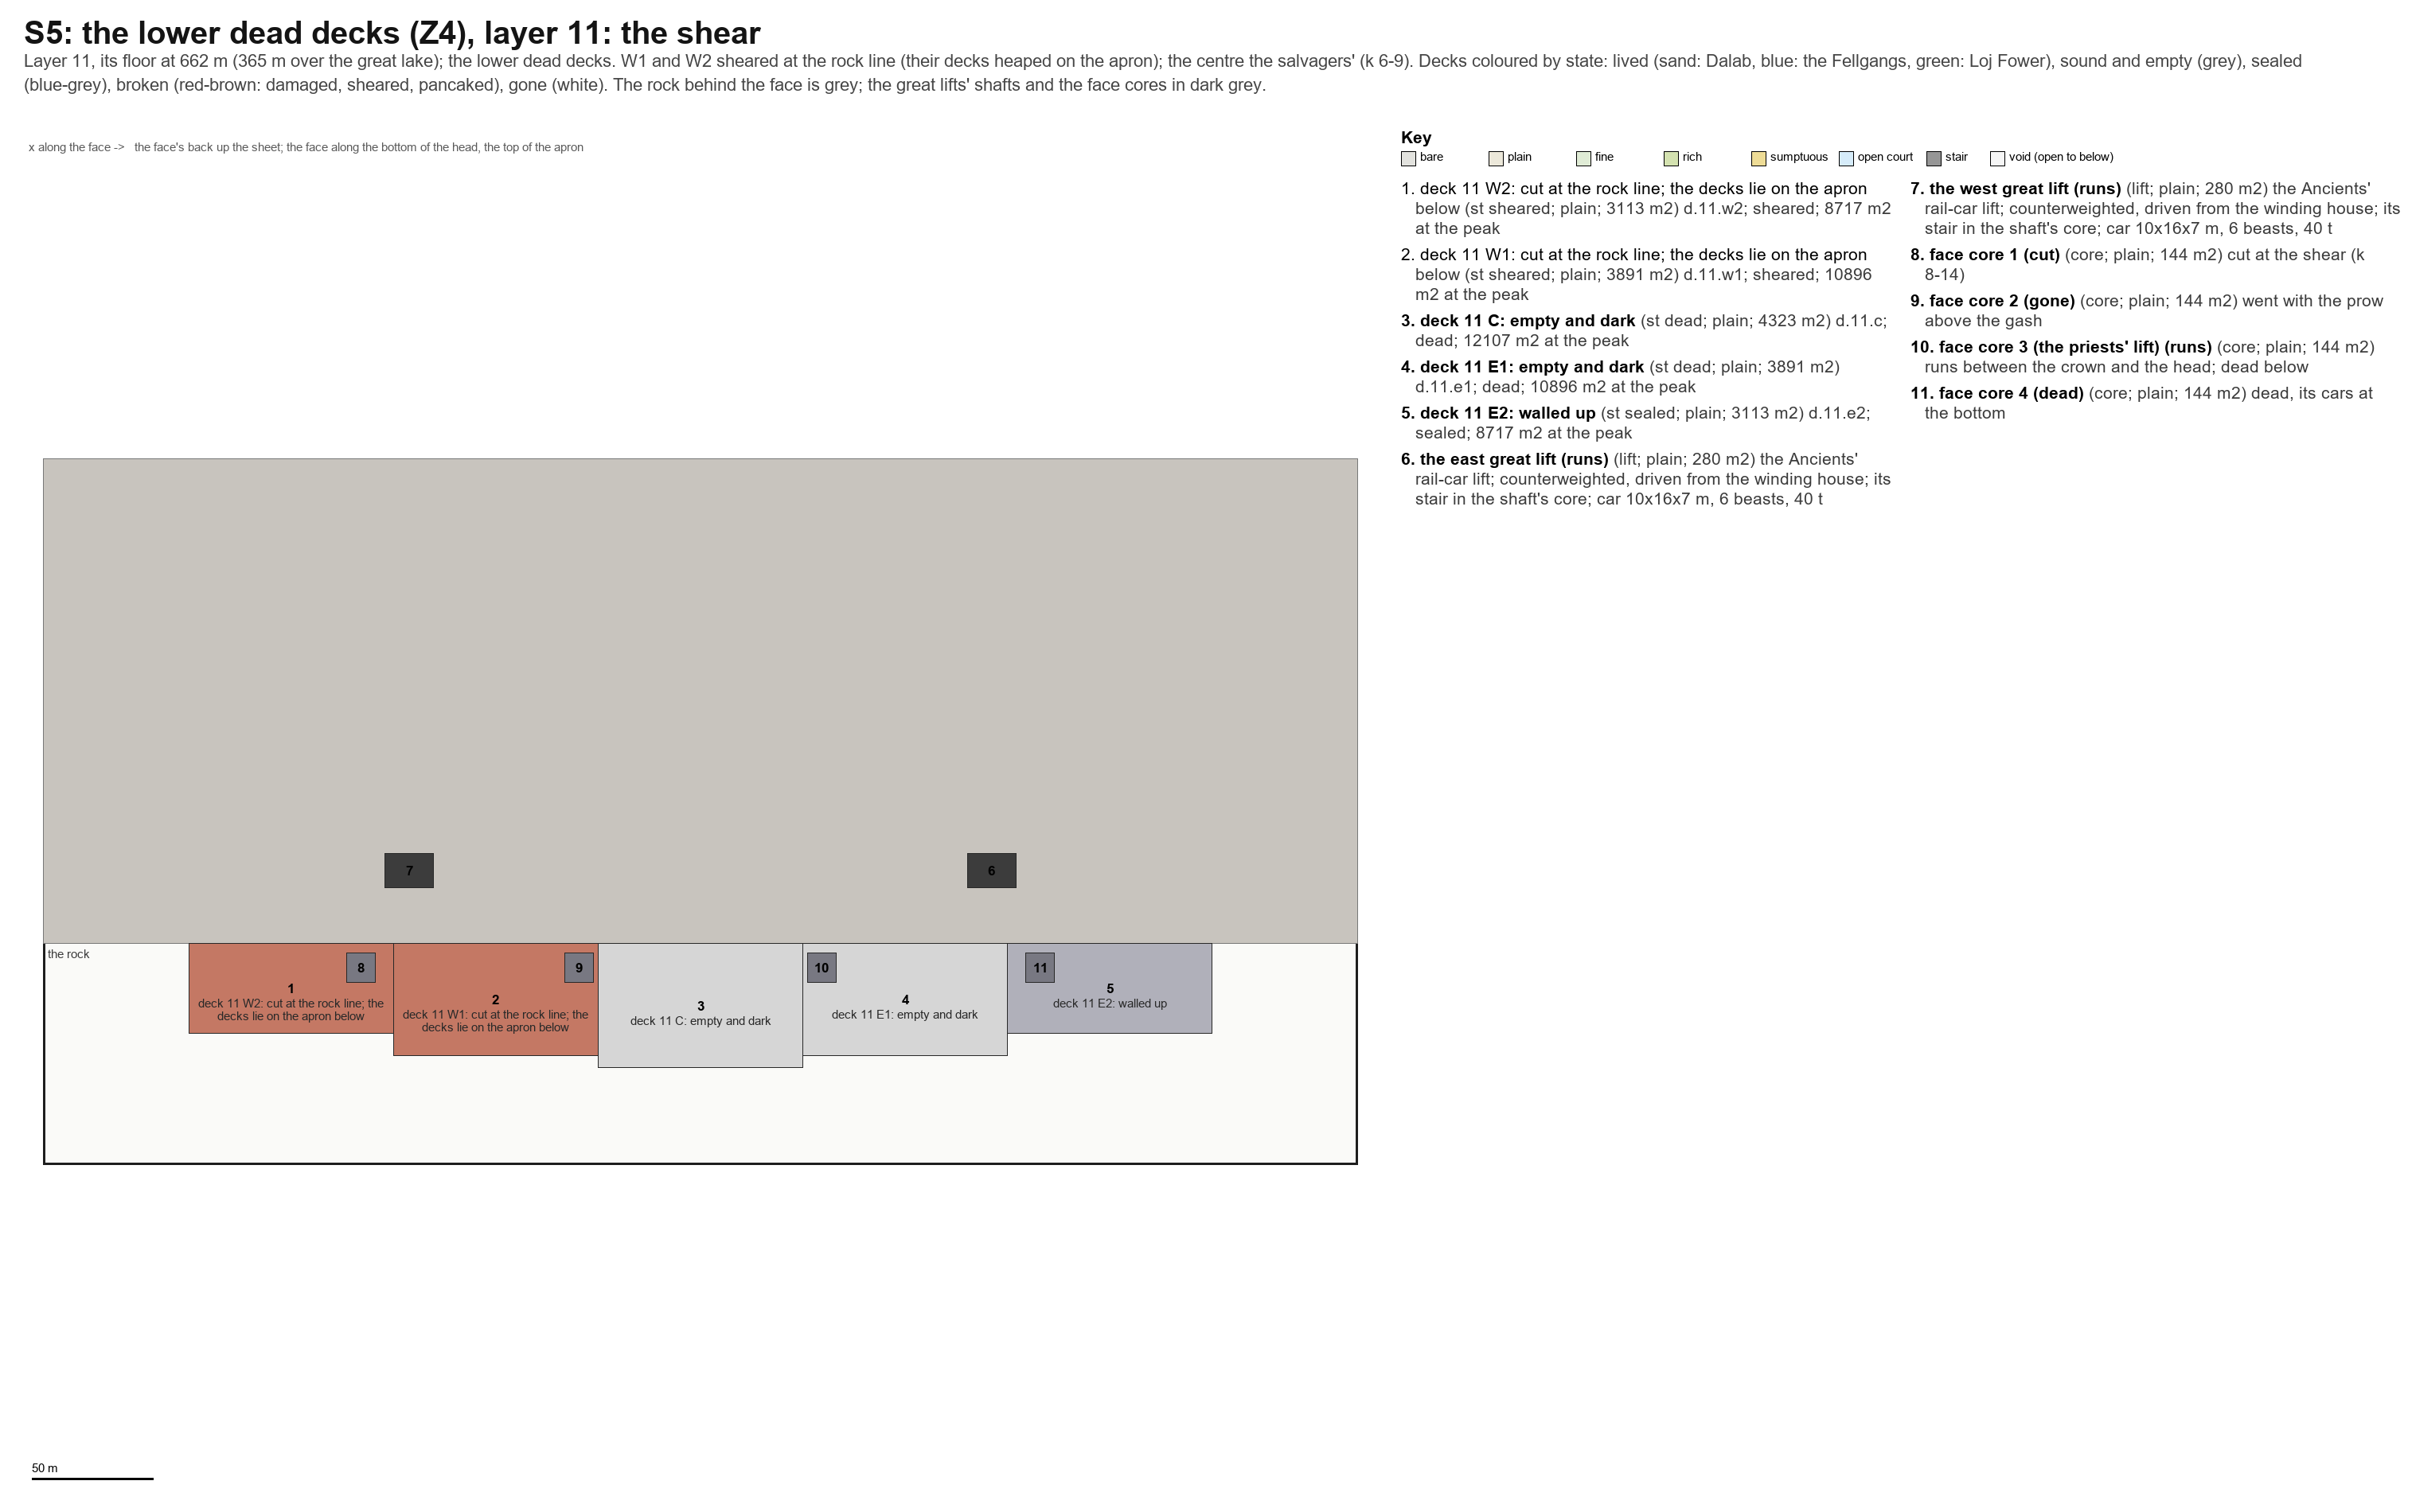 S5: the lower dead decks (Z4), layer 11: the shear
Layer 11, its floor at 662 m (365 m over the great lake); the lower dead decks. W1 and W2 sheared at the rock line (their decks heaped on the apron); the centre the salvagers' (k 6-9). Decks coloured by state: lived (sand: Dalab, blue: the Fellgangs, green: Loj Fower), sound and empty (grey), sealed
(blue-grey), broken (red-brown: damaged, sheared, pancaked), gone (white). The rock behind the face is grey; the great lifts' shafts and the face cores in dark grey.
x along the face -> the face's back up the sheet; the face along the bottom of the head, the top of the apron
Key
bare
plain
fine
rich
sumptuous
open court
stair
void (open to below)
1. deck 11 W2: cut at the rock line; the decks lie on the apron
below (st sheared; plain; 3113 m2) d.11.w2; sheared; 8717 m2
at the peak
2. deck 11 W1: cut at the rock line; the decks lie on the apron
below (st sheared; plain; 3891 m2) d.11.w1; sheared; 10896
m2 at the peak
3. deck 11 C: empty and dark (st dead; plain; 4323 m2) d.11.c;
dead; 12107 m2 at the peak
4. deck 11 E1: empty and dark (st dead; plain; 3891 m2)
d.11.e1; dead; 10896 m2 at the peak
5. deck 11 E2: walled up (st sealed; plain; 3113 m2) d.11.e2;
sealed; 8717 m2 at the peak
6. the east great lift (runs) (lift; plain; 280 m2) the Ancients'
rail-car lift; counterweighted, driven from the winding house; its
stair in the shaft's core; car 10x16x7 m, 6 beasts, 40 t
7. the west great lift (runs) (lift; plain; 280 m2) the Ancients'
rail-car lift; counterweighted, driven from the winding house; its
stair in the shaft's core; car 10x16x7 m, 6 beasts, 40 t
8. face core 1 (cut) (core; plain; 144 m2) cut at the shear (k
8-14)
9. face core 2 (gone) (core; plain; 144 m2) went with the prow
above the gash
10. face core 3 (the priests' lift) (runs) (core; plain; 144 m2)
runs between the crown and the head; dead below
11. face core 4 (dead) (core; plain; 144 m2) dead, its cars at
the bottom
7
6
the rock
8
9
10
11
1
deck 11 W2: cut at the rock line; the
decks lie on the apron below
2
deck 11 W1: cut at the rock line; the
decks lie on the apron below
3
deck 11 C: empty and dark
4
deck 11 E1: empty and dark
5
deck 11 E2: walled up
50 m